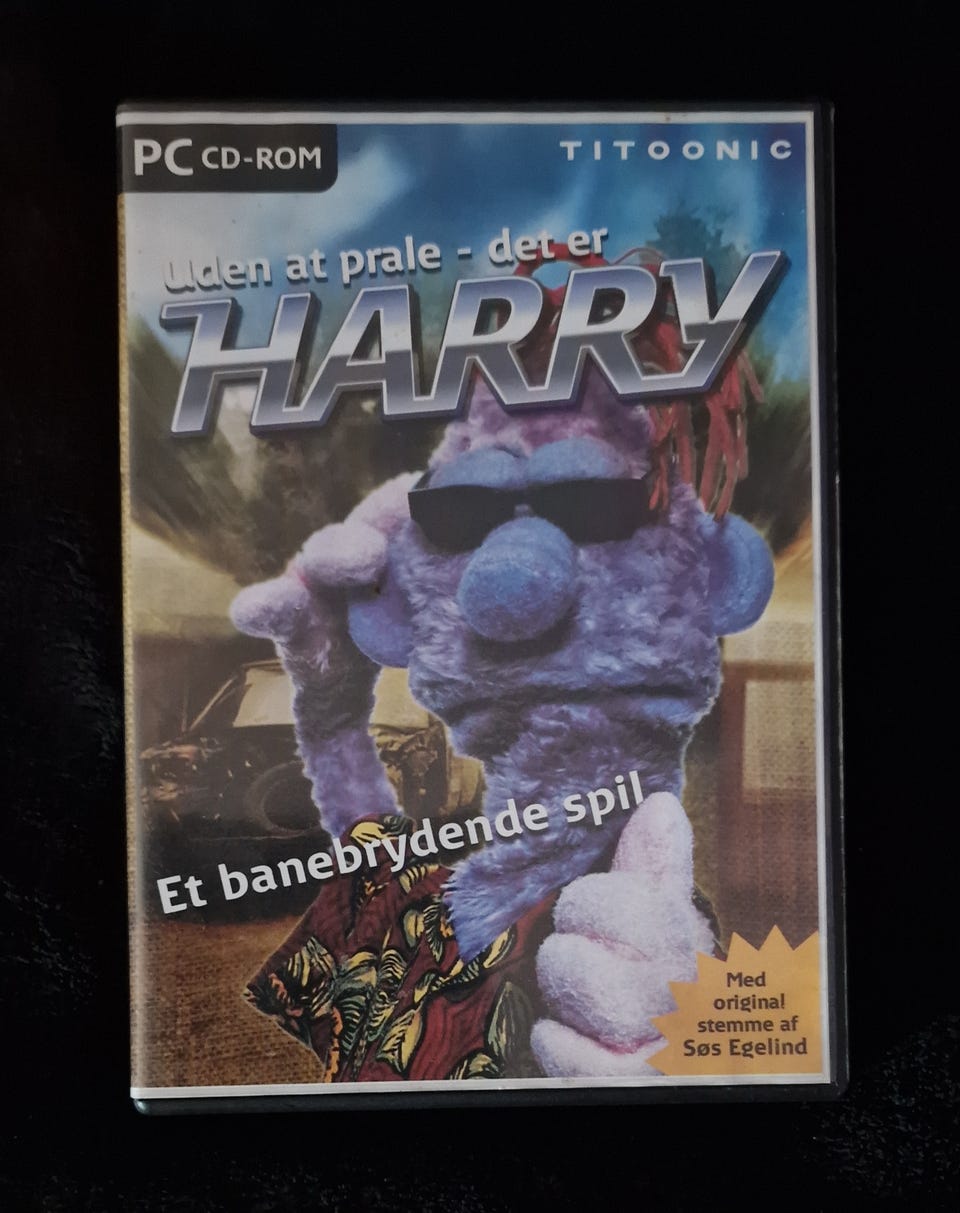 PC CD-ROM
TITOONIC
uden at prale - det er
HARRY
Et banebrydende spil
Med
original
stemme af
Søs Egelind